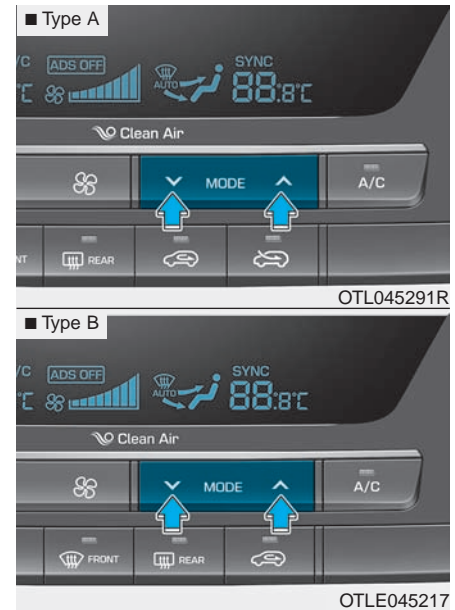 ■ Type A
/C ADS OFF SYNC
°C AUTO 88:8°C
Clean Air
MODE A/C
NT REAR
OTL045291R
■ Type B
/C ADS OFF SYNC
°C AUTO 88:8°C
Clean Air
MODE A/C
FRONT REAR
OTLE045217